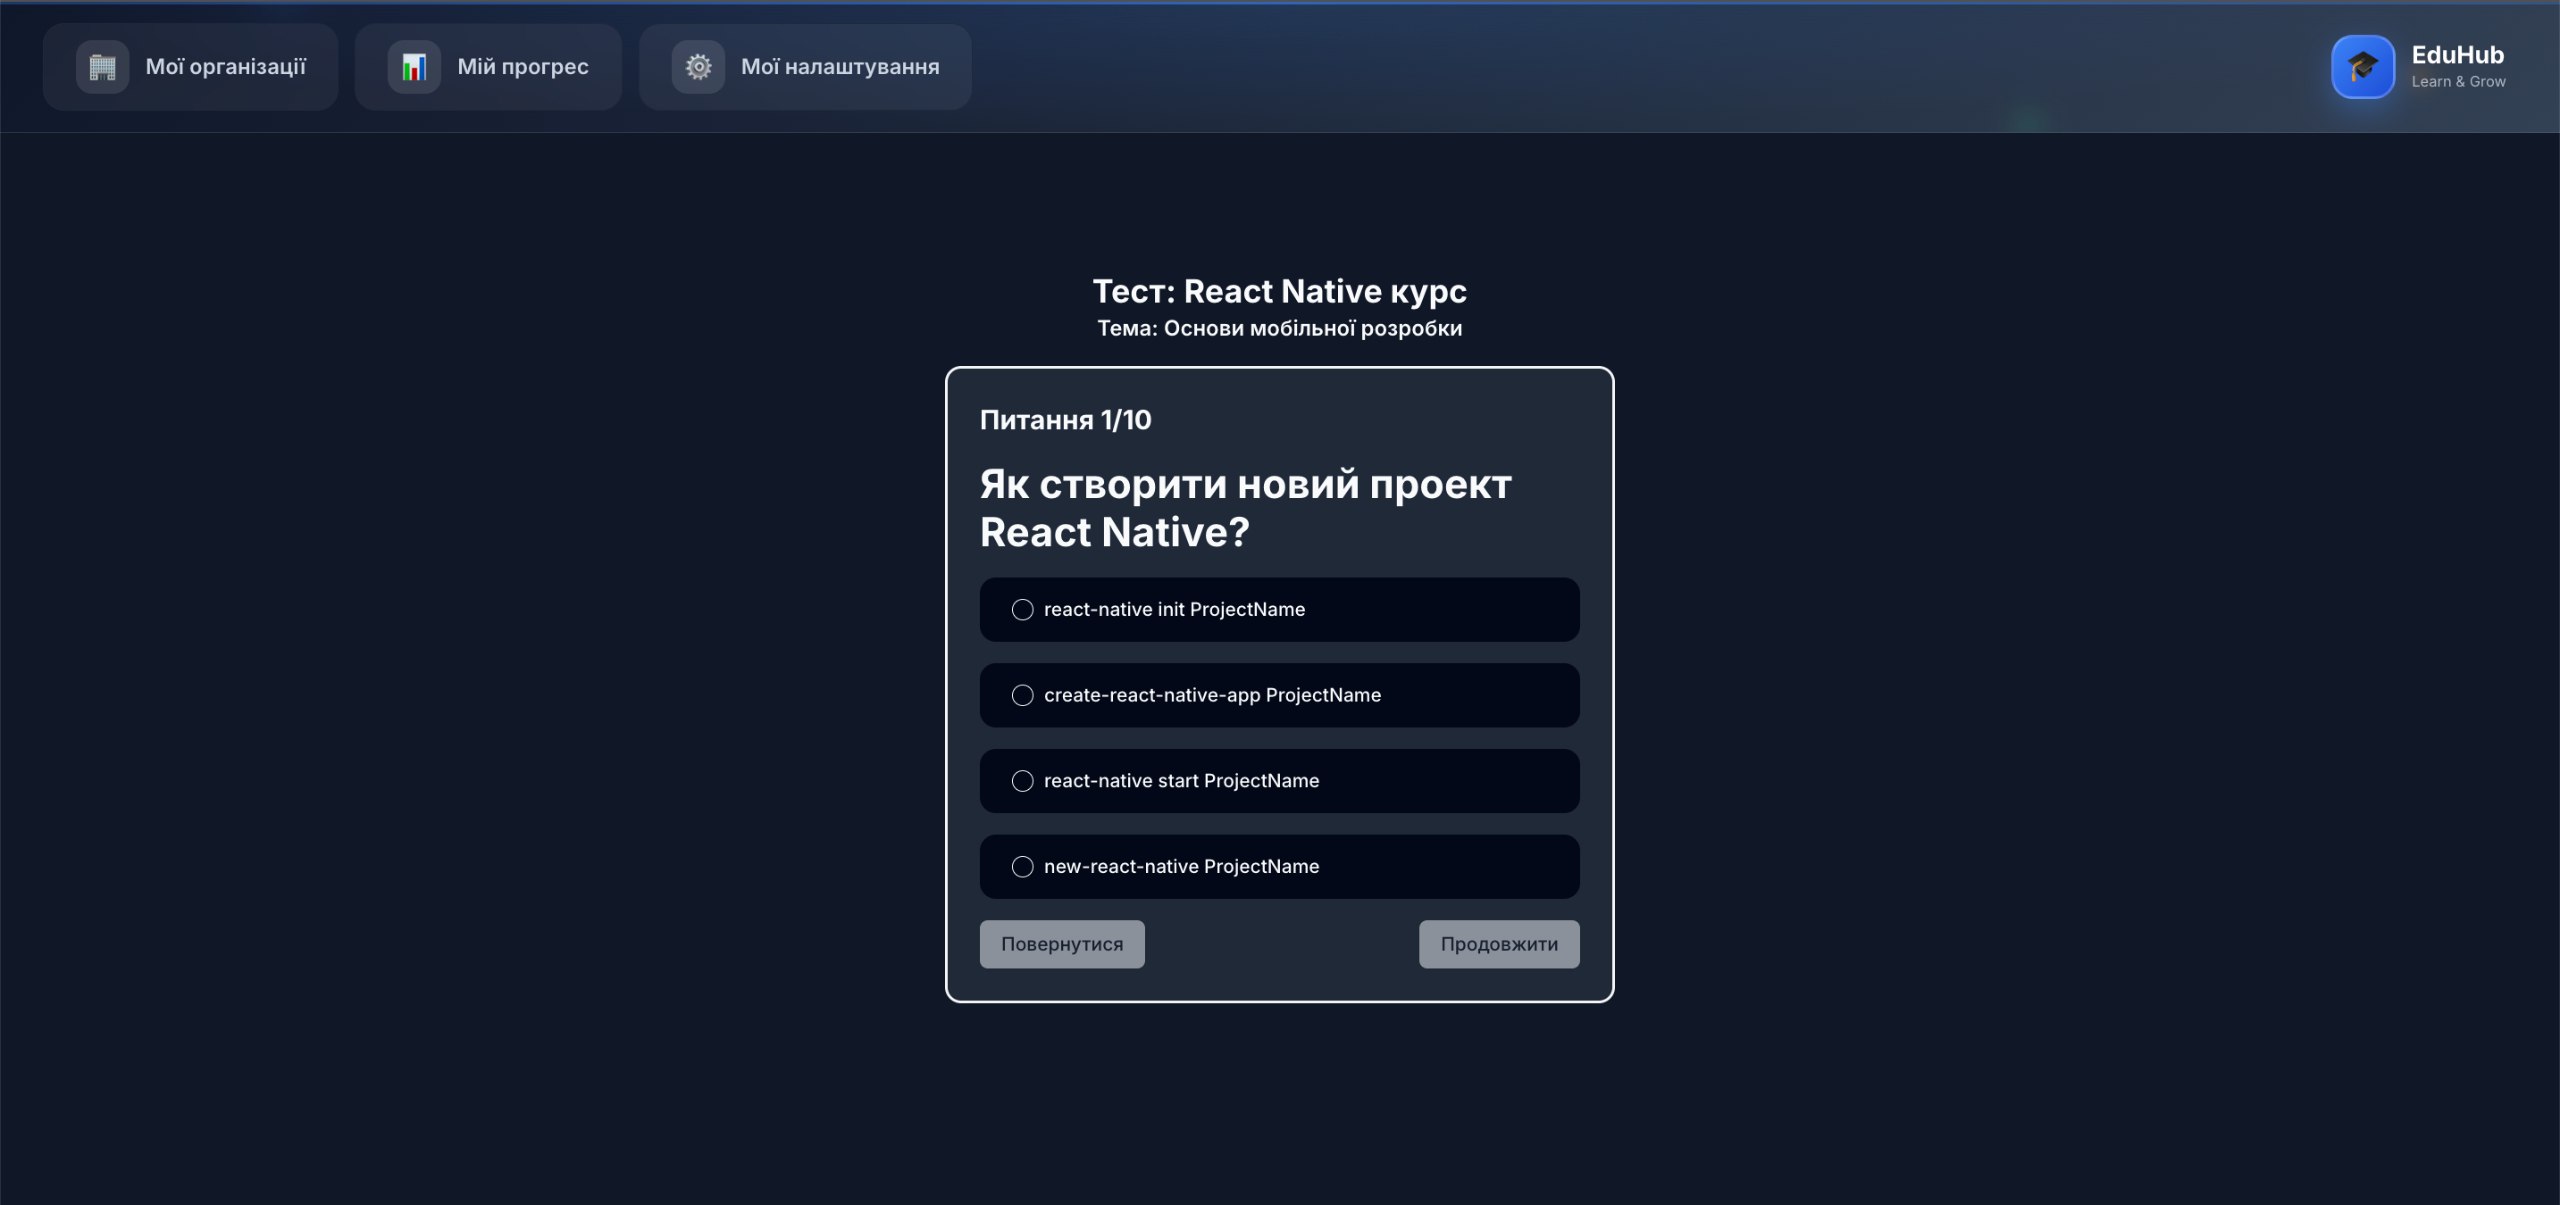 Мої організації
Мій прогрес
Мої налаштування
EduHub
Learn & Grow
Тест: React Native курс
Тема: Основи мобільної розробки
Питання 1/10
Як створити новий проект
React Native?
react-native init ProjectName
create-react-native-app ProjectName
react-native start ProjectName
new-react-native ProjectName
Повернутися
Продовжити